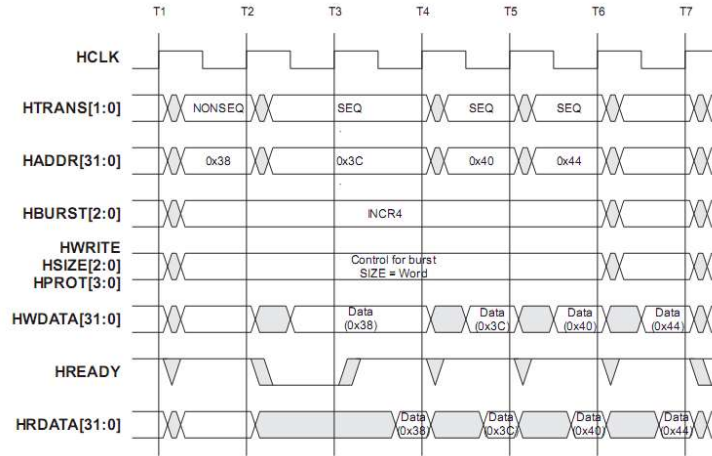 T1 T2 T3 T4 T5 T6 T7
HCLK
HTRANS[1:0] NONSEQ SEQ SEQ SEQ
HADDR[31:0] 0x38 0x3C 0x40 0x44
HBURST[2:0] INCR4
HWRITE
HSIZE[2:0]
HPROT[3:0]
Control for burst
SIZE = Word
HWDATA[31:0]
Data
(0x38)
Data
(0x3C)
Data
(0x40)
Data
(0x44)
HREADY
HRDATA[31:0]
Data
(0x38)
Data
(0x3C)
Data
(0x40)
Data
(0x44)